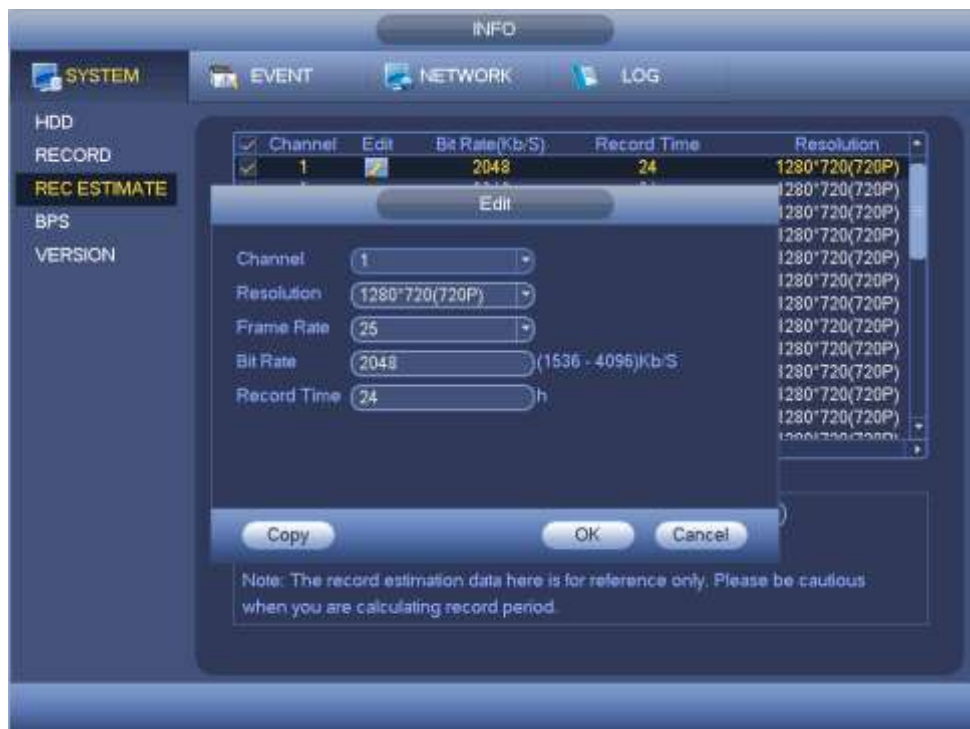 INFO
SYSTEM EVENT NETWORK LOG
HDD
RECORD
REC ESTIMATE
BPS
VERSION
Channel Edit Bit Rate(Kb/S) Record Time Resolution
1 2048 24 1280*720(720P)
1280*720(720P)
1280*720(720P)
1280*720(720P)
1280*720(720P)
1280*720(720P)
1280*720(720P)
1280*720(720P)
1280*720(720P)
1280*720(720P)
1280*720(720P)
1280*720(720P)
Edit
Channel 1
Resolution 1280*720(720P)
Frame Rate 25
Bit Rate 2048 (1536 - 4096)Kb/S
Record Time 24 h
Copy OK Cancel
Note: The record estimation data here is for reference only. Please be cautious
when you are calculating record period.